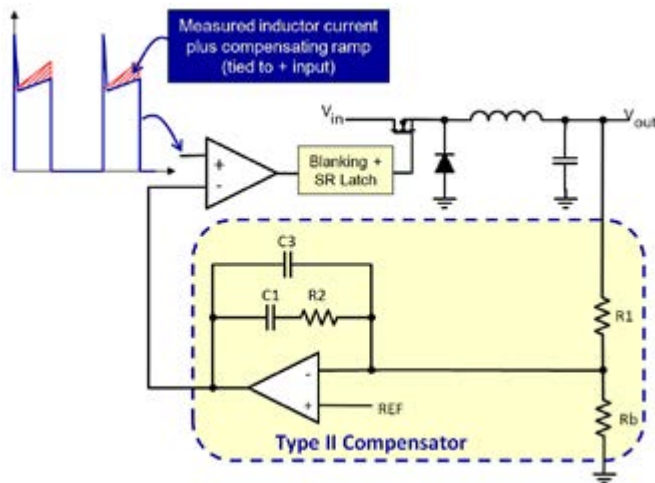 Measured inductor current
plus compensating ramp
(tied to + input)
Vin
Vout
+
-
Blanking +
SR Latch
C3
C1
R2
R1
-
+
REF
Rb
Type II Compensator